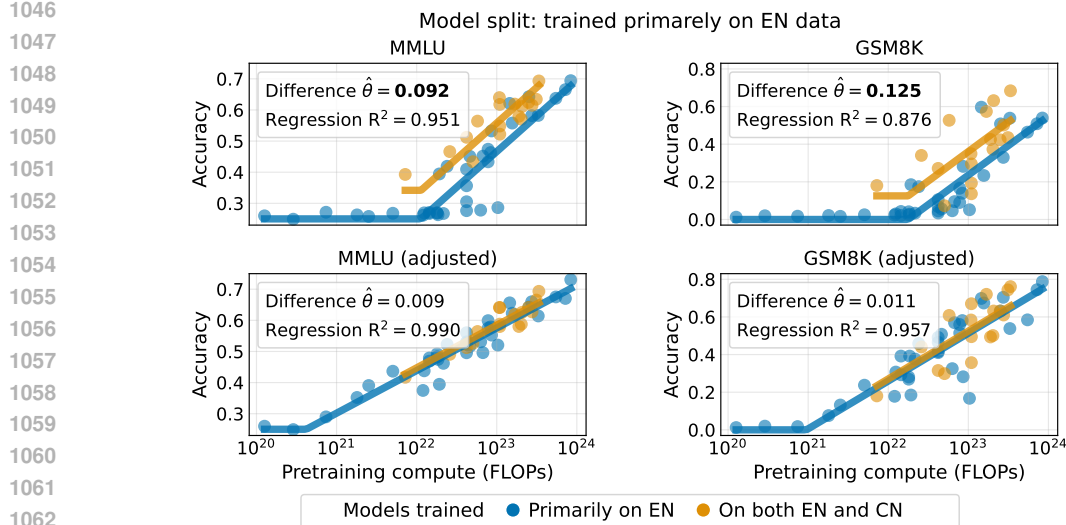 1046
1047
1048
1049
1050
1051
1052
1053
1054
1055
1056
1057
1058
1059
1060
1061
1062
Model split: trained primarely on EN data
MMLU
Difference θ̂ = 0.092
Regression R² = 0.951
Accuracy
0.7
0.6
0.5
0.4
0.3
GSM8K
Difference θ̂ = 0.125
Regression R² = 0.876
Accuracy
0.8
0.6
0.4
0.2
0.0
MMLU (adjusted)
Difference θ̂ = 0.009
Regression R² = 0.990
Accuracy
0.7
0.6
0.5
0.4
0.3
10²⁰ 10²¹ 10²² 10²³ 10²⁴
Pretraining compute (FLOPs)
GSM8K (adjusted)
Difference θ̂ = 0.011
Regression R² = 0.957
Accuracy
0.8
0.6
0.4
0.2
0.0
10²⁰ 10²¹ 10²² 10²³ 10²⁴
Pretraining compute (FLOPs)
Models trained Primarily on EN On both EN and CN